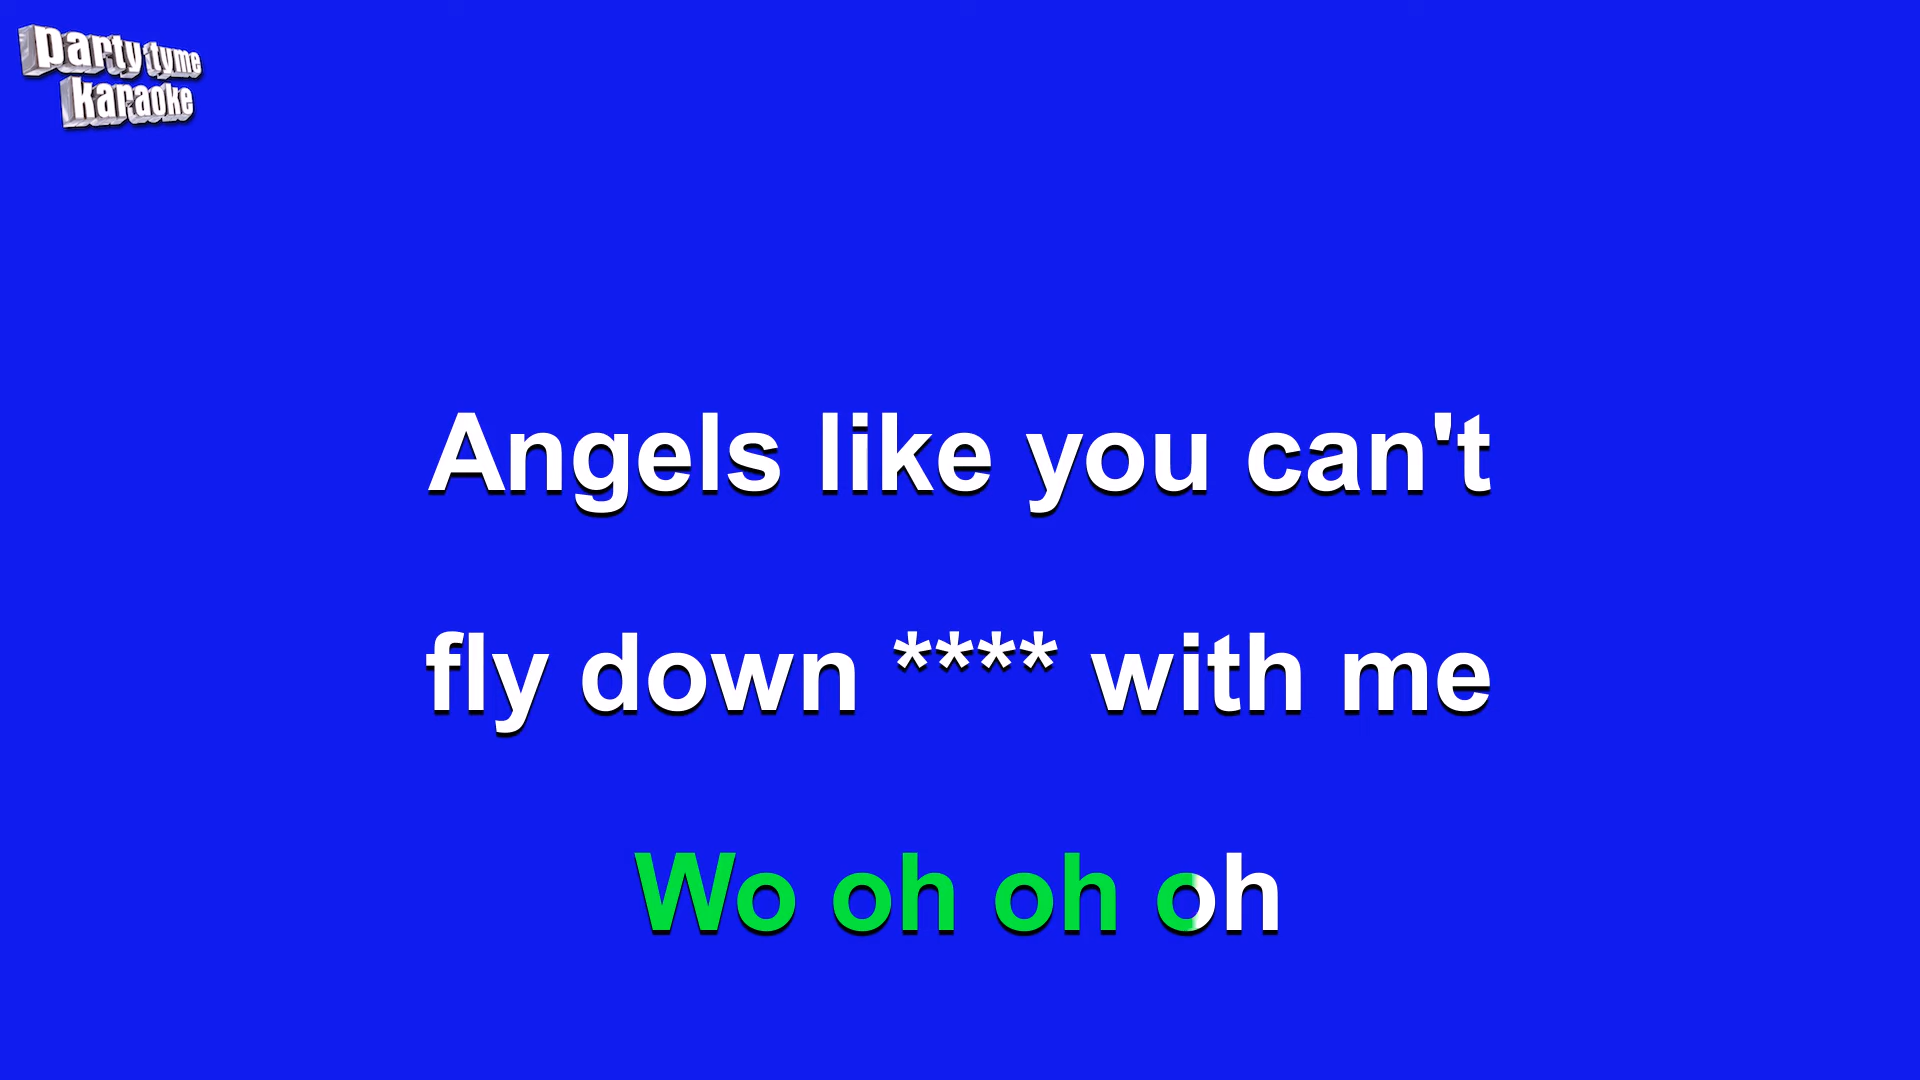 party tyme
karaoke
Angels like you can't
fly down **** with me
Wo oh oh oh